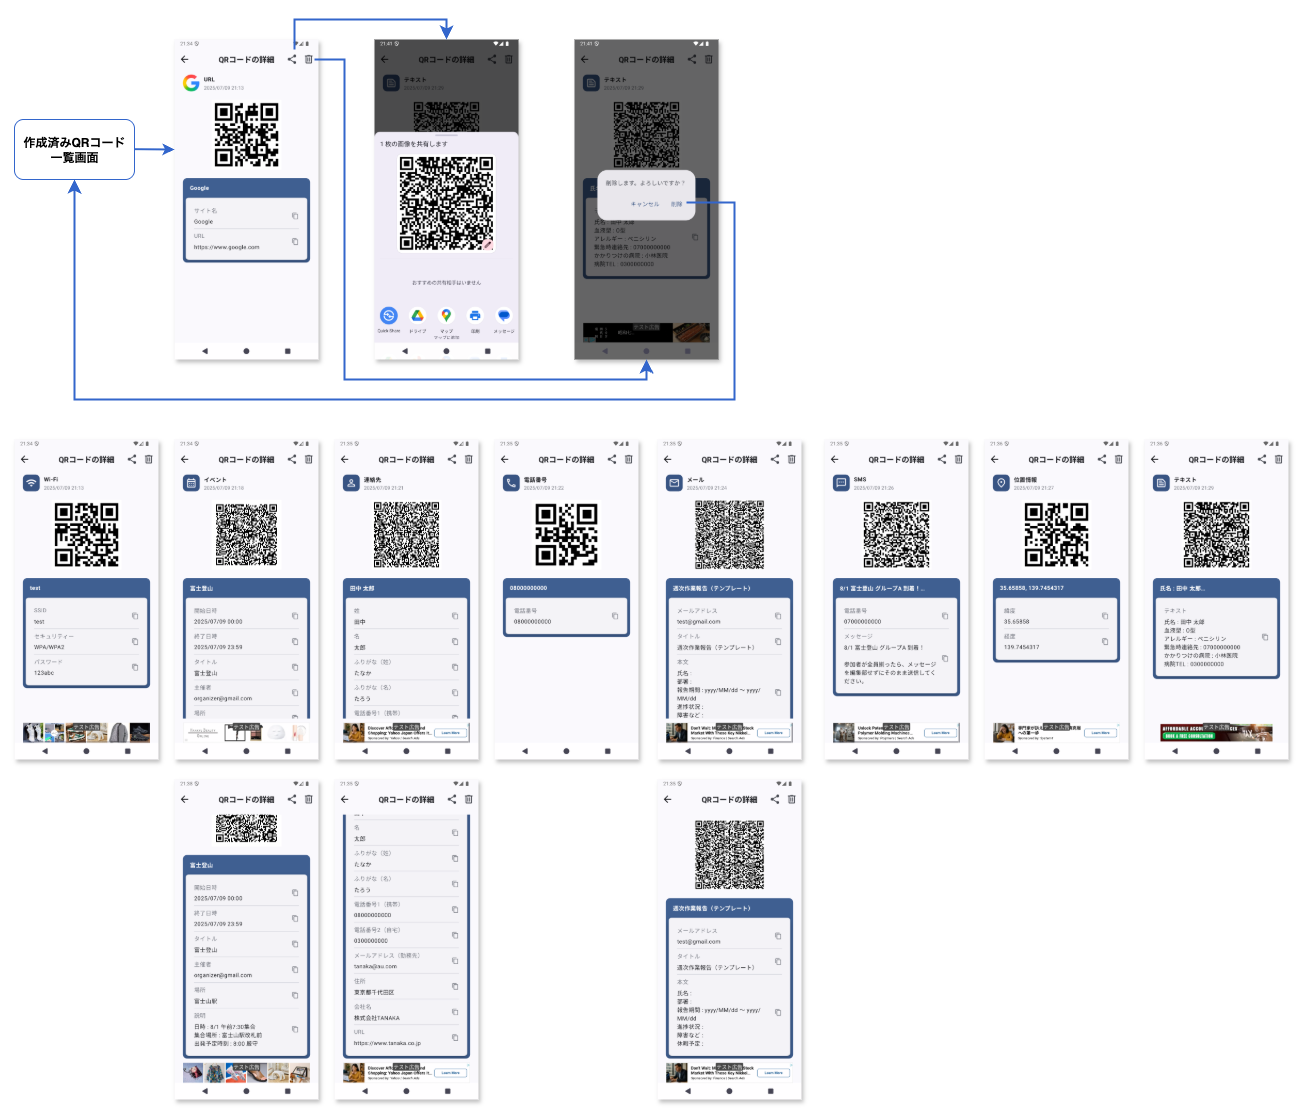 作成済みQRコード
一覧画面
21:34
QRコードの詳細
URL
2025/07/09 21:13
Google
サイト名
Google
URL
https://www.google.com
21:41
QRコードの詳細
テキスト
2025/07/09 21:29
1 枚の画像を共有します
おすすめの共有相手はいません
Quick Share
ドライブ
マップ
マップに追加
印刷
メッセージ
21:41
QRコードの詳細
テキスト
2025/07/09 21:29
削除します。よろしいですか？
キャンセル
削除
氏名 : 田中 太郎
血液型 : O型
アレルギー : ペニシリン
緊急時連絡先 : 07000000000
かかりつけの病院 : 小林医院
病院TEL : 0300000000
テスト広告
21:34
QRコードの詳細
Wi-Fi
2025/07/09 21:13
test
SSID
test
セキュリティー
WPA/WPA2
パスワード
123abc
テスト広告
21:34
QRコードの詳細
イベント
2025/07/09 21:18
富士登山
開始日時
2025/07/09 00:00
終了日時
2025/07/09 23:59
タイトル
富士登山
主催者
organizer@gmail.com
場所
テスト広告
21:35
QRコードの詳細
連絡先
2025/07/09 21:21
田中 太郎
姓
田中
名
太郎
ふりがな（姓）
たなか
ふりがな（名）
たろう
電話番号1（携帯）
テスト広告
Learn More
21:35
QRコードの詳細
電話番号
2025/07/09 21:22
08000000000
電話番号
08000000000
21:35
QRコードの詳細
メール
2025/07/09 21:24
週次作業報告（テンプレート）
メールアドレス
test@gmail.com
タイトル
週次作業報告（テンプレート）
本文
氏名 :
部署 :
報告期間 : yyyy/MM/dd ～ yyyy/
MM/dd
進捗状況 :
障害など :
テスト広告
Learn More
21:35
QRコードの詳細
SMS
2025/07/09 21:26
8/1 富士登山 グループA 到着！...
電話番号
07000000000
メッセージ
8/1 富士登山 グループA 到着！
参加者が全員揃ったら、メッセージ
を編集部せずにそのまま送信してく
ださい。
テスト広告
Learn More
21:36
QRコードの詳細
位置情報
2025/07/09 21:27
35.65858, 139.7454317
緯度
35.65858
経度
139.7454317
テスト広告
Learn More
21:36
QRコードの詳細
テキスト
2025/07/09 21:29
氏名 : 田中 太郎...
テキスト
氏名 : 田中 太郎
血液型 : O型
アレルギー : ペニシリン
緊急時連絡先 : 07000000000
かかりつけの病院 : 小林医院
病院TEL : 0300000000
テスト広告
21:35
QRコードの詳細
富士登山
開始日時
2025/07/09 00:00
終了日時
2025/07/09 23:59
タイトル
富士登山
主催者
organizer@gmail.com
場所
富士山駅
説明
日時 : 8/1 午前7:30集合
集合場所 : 富士山駅改札前
出発予定時刻 : 8:00 厳守
テスト広告
21:35
QRコードの詳細
名
太郎
ふりがな（姓）
たなか
ふりがな（名）
たろう
電話番号1（携帯）
08000000000
電話番号2（自宅）
0300000000
メールアドレス（勤務先）
tanaka@au.com
住所
東京都千代田区
会社名
株式会社TANAKA
URL
https://www.tanaka.co.jp
テスト広告
Learn More
21:35
QRコードの詳細
週次作業報告（テンプレート）
メールアドレス
test@gmail.com
タイトル
週次作業報告（テンプレート）
本文
氏名 :
部署 :
報告期間 : yyyy/MM/dd ～ yyyy/
MM/dd
進捗状況 :
障害など :
休暇予定 :
テスト広告
Learn More